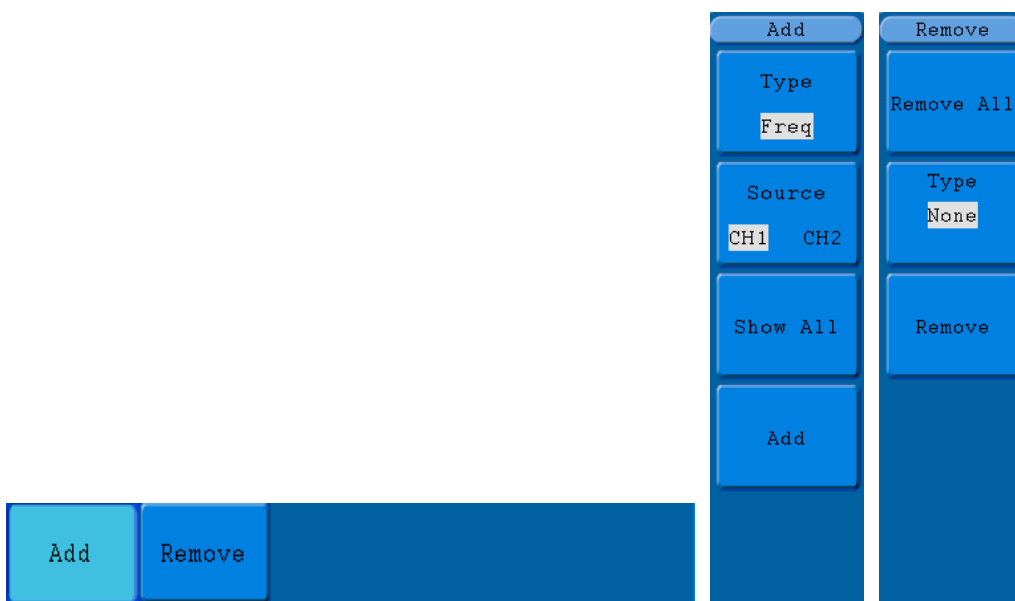 Add
Type
Freq
Source
CH1 CH2
Show All
Add
Remove
Remove All
Type
None
Remove
Add Remove